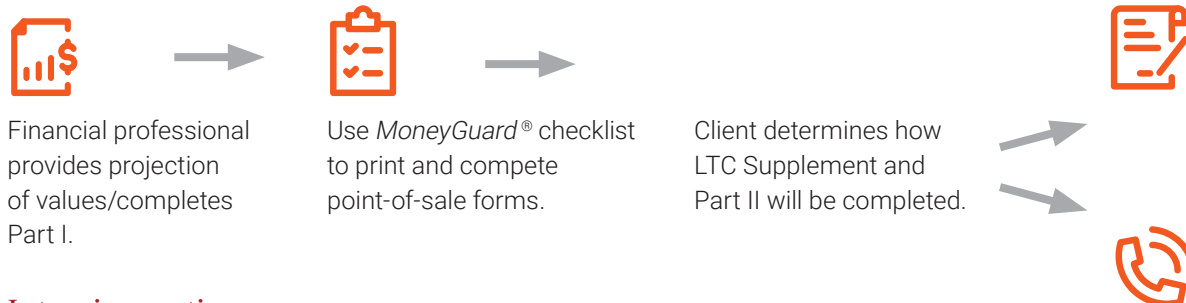 Financial professional
provides projection
of values/completes
Part I.
Use MoneyGuard® checklist
to print and compete
point-of-sale forms.
Client determines how
LTC Supplement and
Part II will be completed.